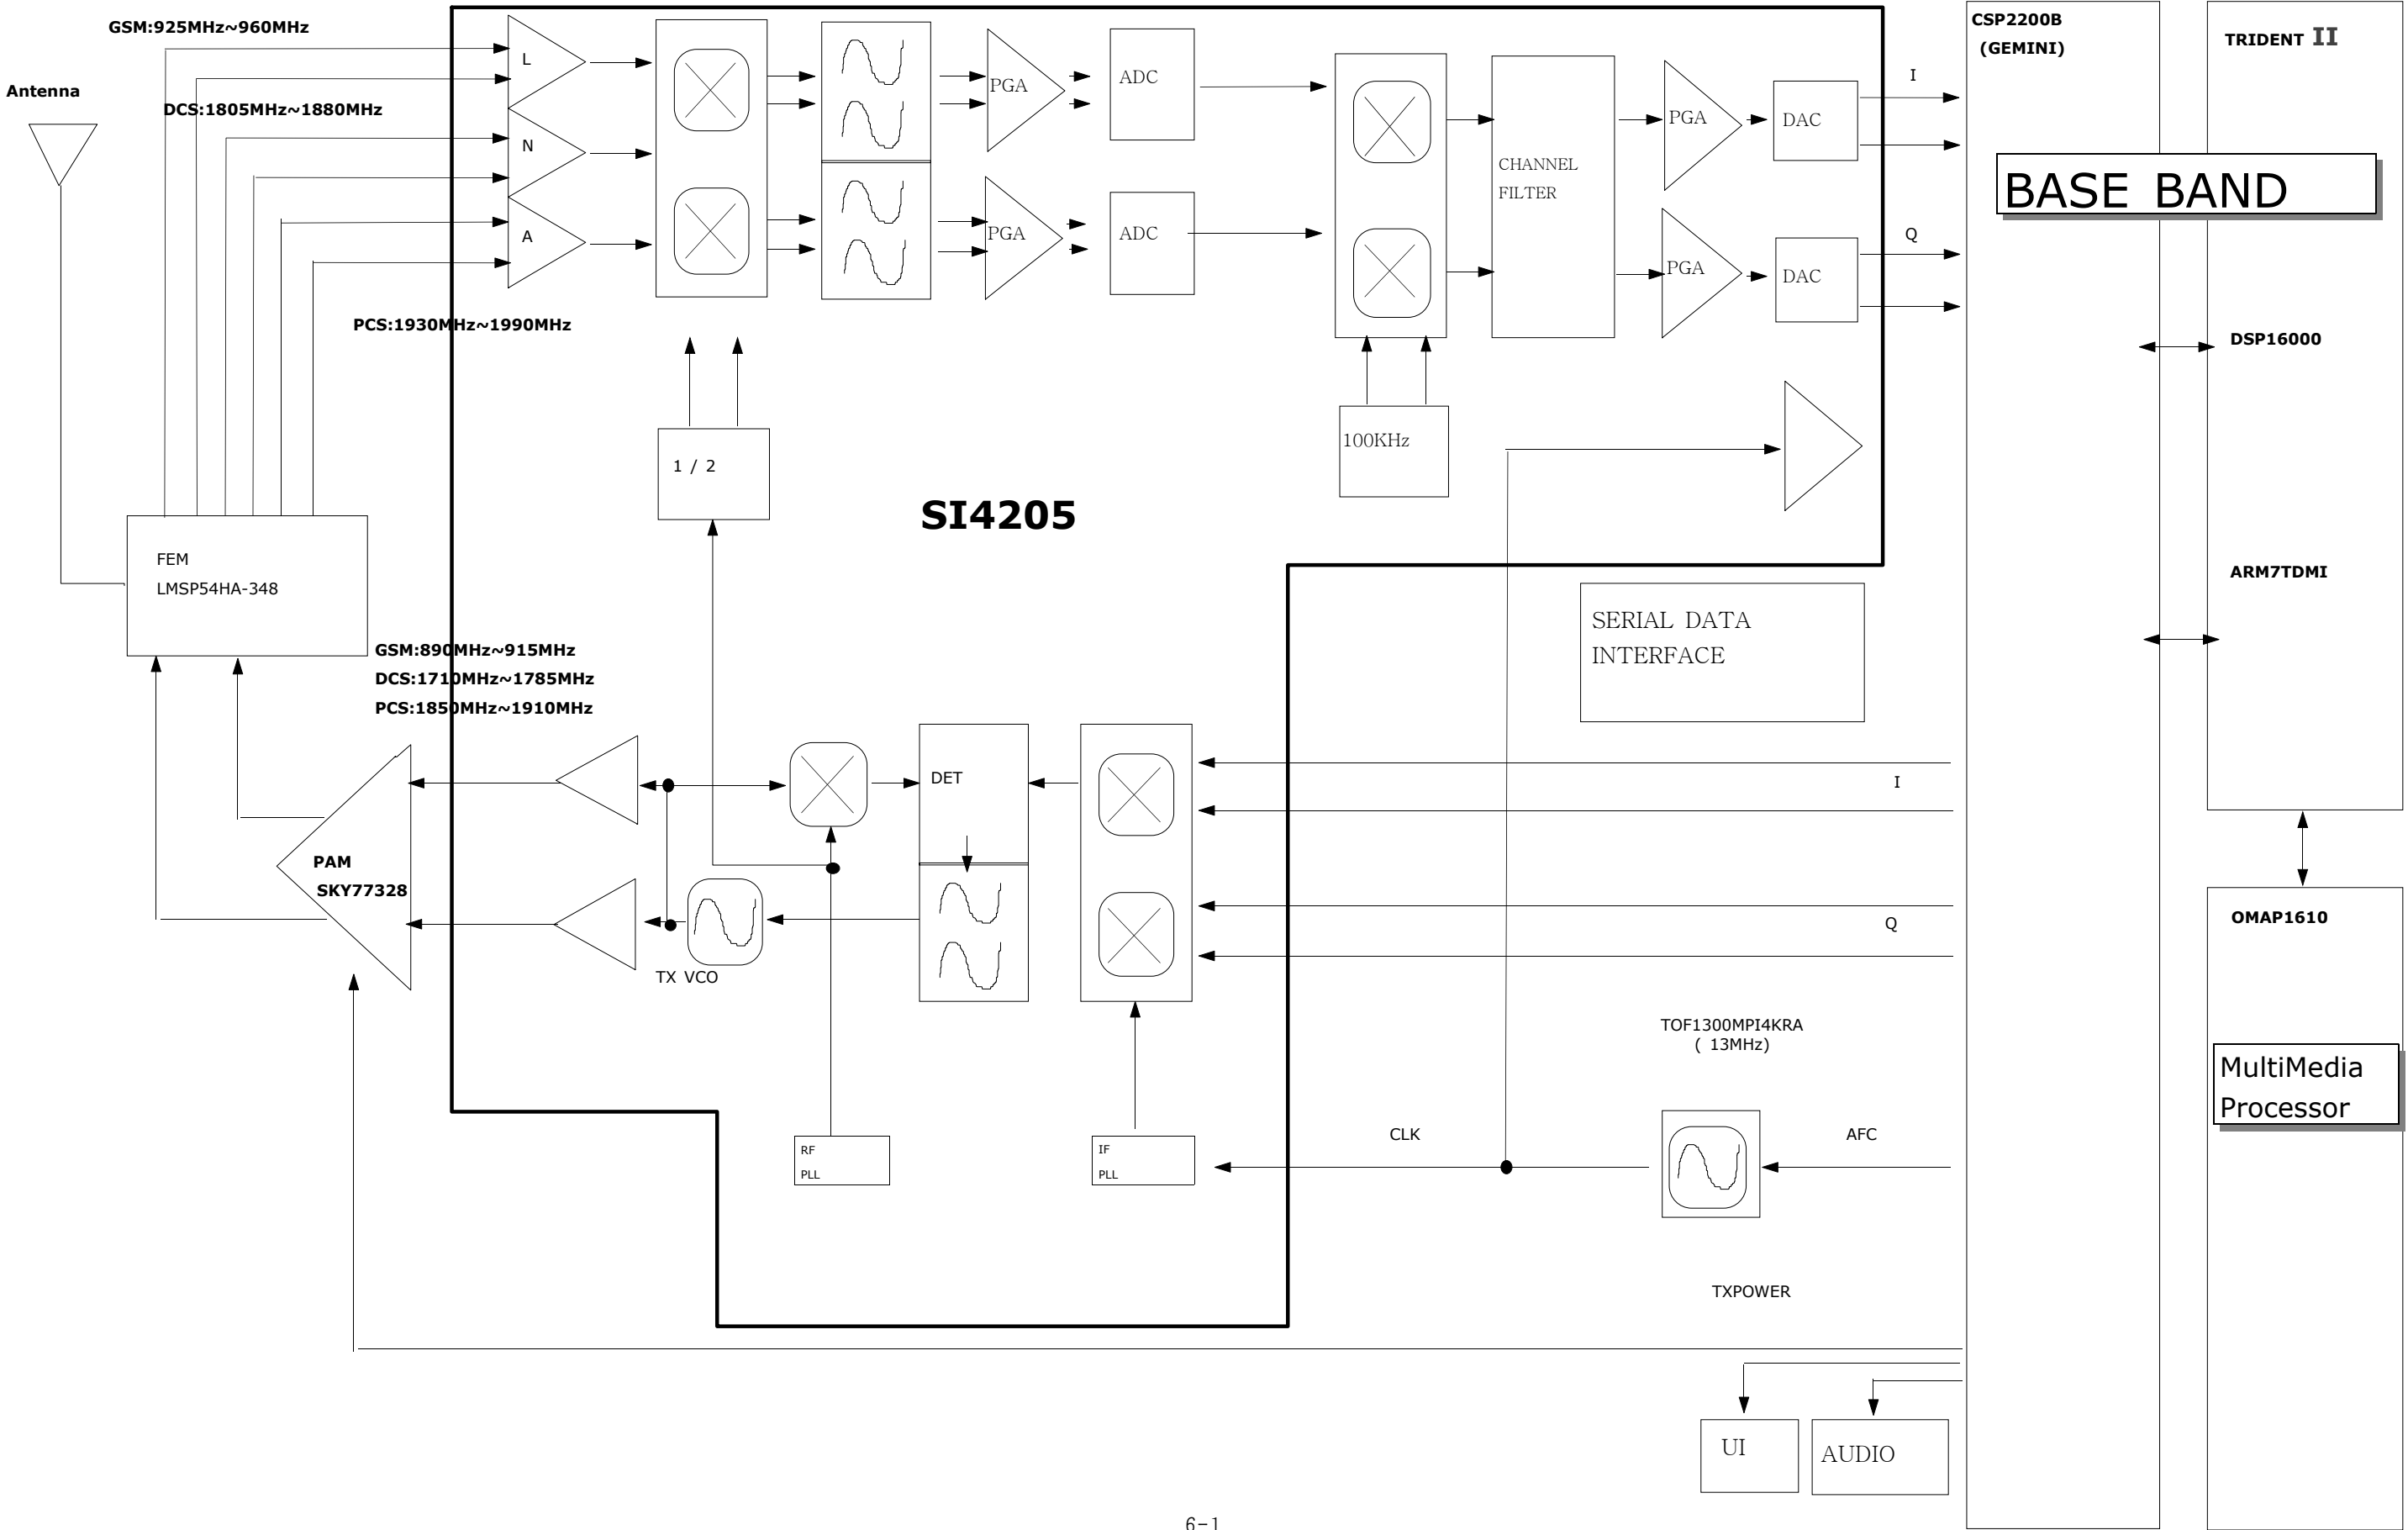 GSM:925MHz~960MHz
Antenna
DCS:1805MHz~1880MHz
PCS:1930MHz~1990MHz
L
N
A
PGA
ADC
PGA
ADC
CHANNEL
FILTER
PGA
DAC
PGA
DAC
I
Q
CSP2200B
(GEMINI)
TRIDENT II
BASE BAND
DSP16000
ARM7TDMI
1 / 2
100KHz
SI4205
FEM
LMSP54HA-348
SERIAL DATA
INTERFACE
GSM:890MHz~915MHz
DCS:1710MHz~1785MHz
PCS:1850MHz~1910MHz
DET
I
Q
PAM
SKY77328
TX VCO
OMAP1610
MultiMedia
Processor
TOF1300MPI4KRA
( 13MHz)
RF
PLL
IF
PLL
CLK
AFC
TXPOWER
UI
AUDIO
6-1